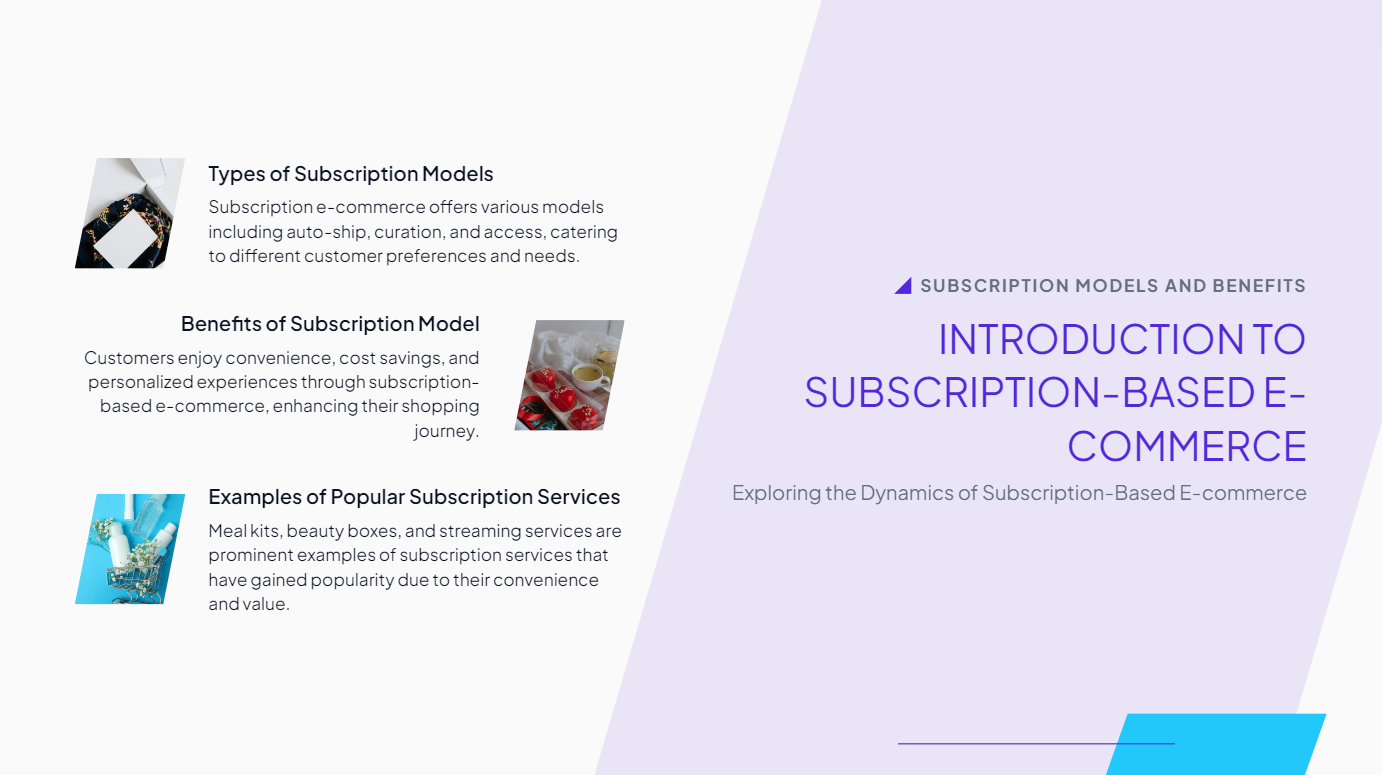 Types of Subscription Models
Subscription e-commerce offers various models
including auto-ship, curation, and access, catering
to different customer preferences and needs.
Benefits of Subscription Model
Customers enjoy convenience, cost savings, and
personalized experiences through subscription-
based e-commerce, enhancing their shopping
journey.
Examples of Popular Subscription Services
Meal kits, beauty boxes, and streaming services are
prominent examples of subscription services that
have gained popularity due to their convenience
and value.
SUBSCRIPTION MODELS AND BENEFITS
INTRODUCTION TO
SUBSCRIPTION-BASED E-
COMMERCE
Exploring the Dynamics of Subscription-Based E-commerce